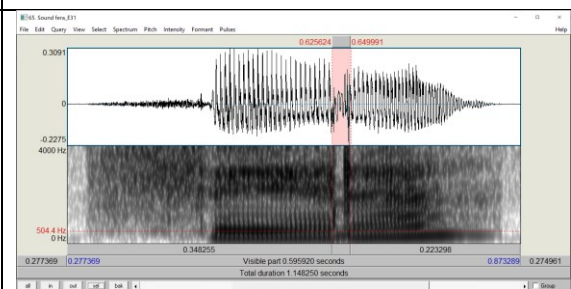 65. Sound fera_E31
File Edit Query View Select Spectrum Pitch Intensity Formant Pulses Help
0.625624 0.649991
0.3091
0
-0.2275
4000 Hz
504.4 Hz
0 Hz
0.348255 0.223298
0.277369 0.277369 Visible part 0.595920 seconds 0.873289 0.274961
Total duration 1.148250 seconds
all in out sel bak Group